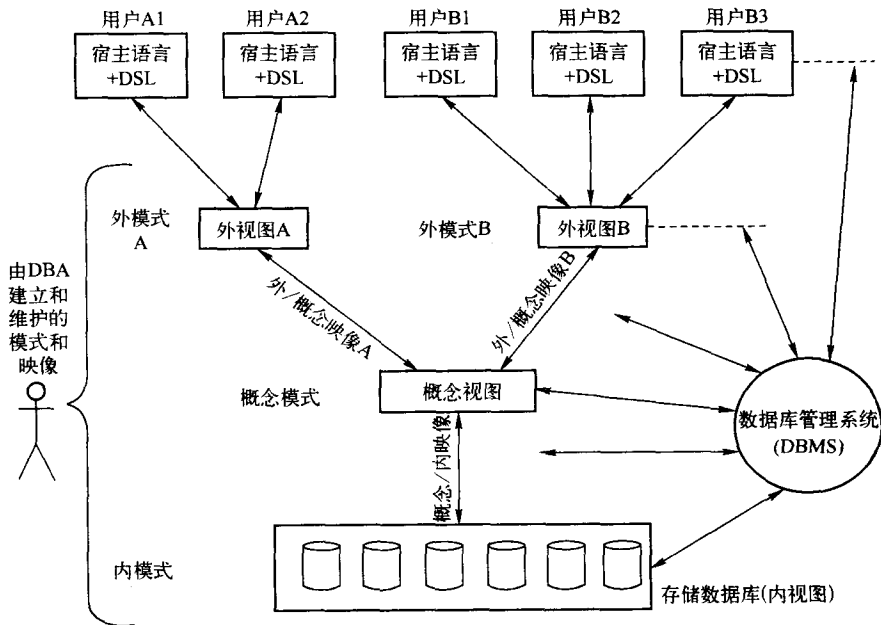 用户A1
用户A2
用户B1
用户B2
用户B3
宿主语言
+DSL
宿主语言
+DSL
宿主语言
+DSL
宿主语言
+DSL
宿主语言
+DSL
外模式
A
外视图A
外模式B
外视图B
由DBA
建立和
维护的
模式和
映像
外/概念映像A
外/概念映像B
概念模式
概念视图
数据库管理系统
(DBMS)
概念/内映像
内模式
存储数据库(内视图)